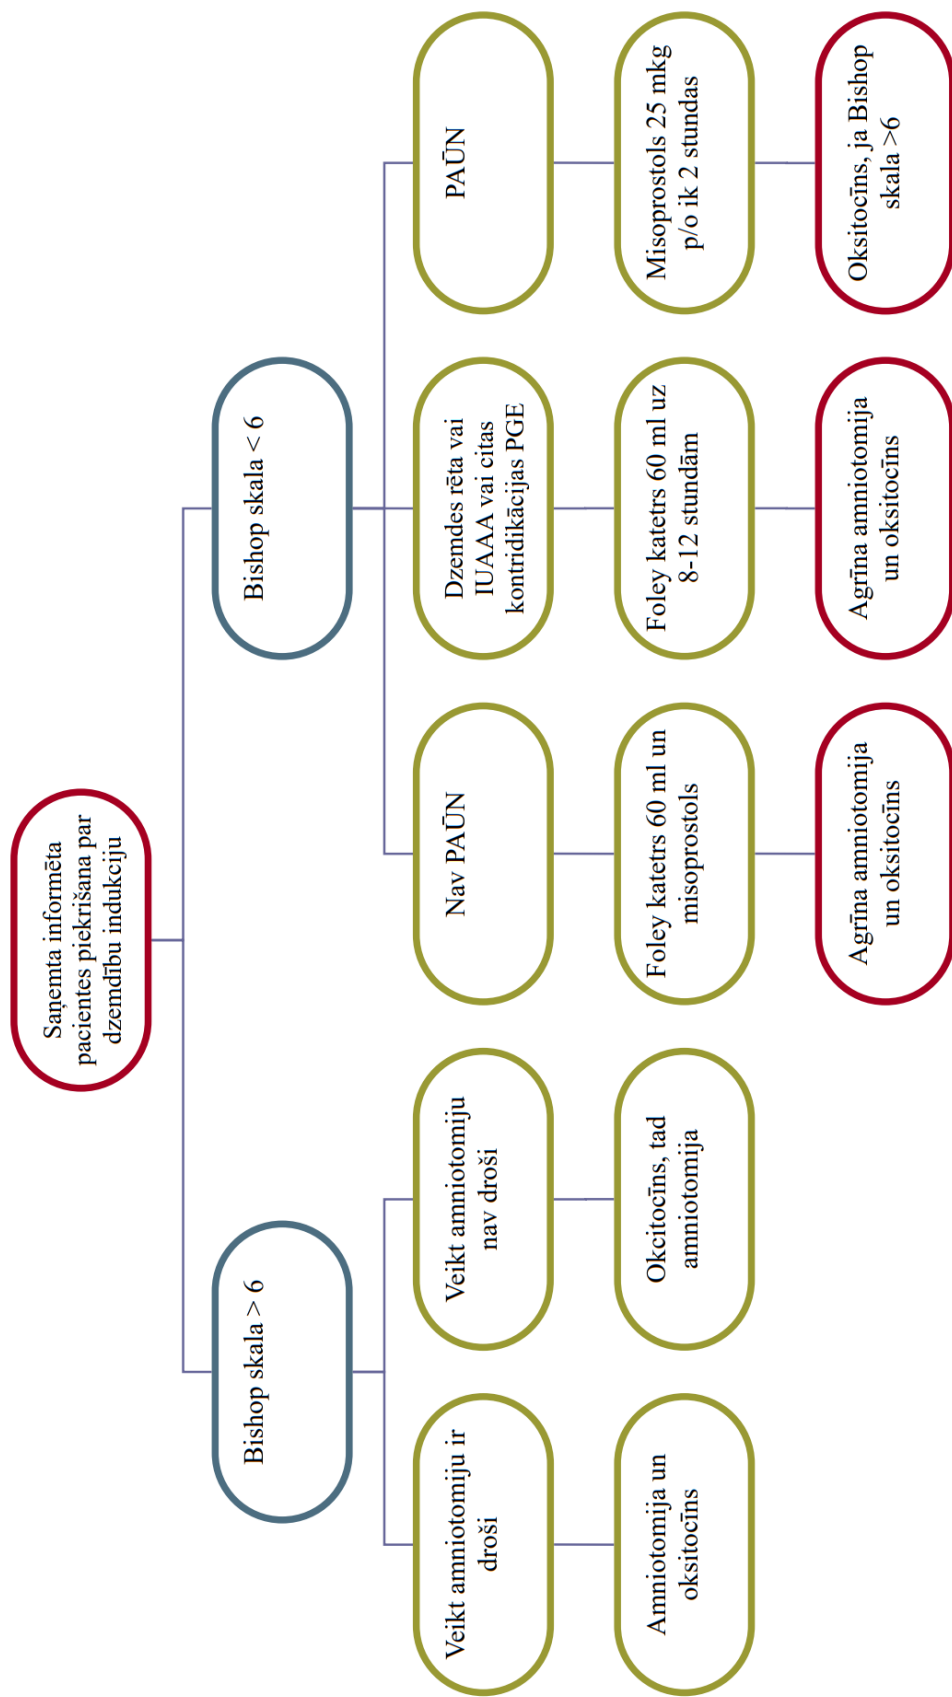 Saņemta informēta
pacientes piekrišana par
dzemdību indukciju
Bishop skala > 6
Bishop skala < 6
Veikt amniotomiju ir
droši
Veikt amniotomiju
nav droši
Nav PAŪN
Dzemdes rēta vai
IUAAA vai citas
kontridikācijas PGE
PAŪN
Amniotomija un
oksitocīns
Okcitocīns, tad
amniotomija
Foley katetrs 60 ml un
misoprostols
Foley katetrs 60 ml uz
8-12 stundām
Misoprostols 25 mkg
p/o ik 2 stundas
Agrīna amniotomija
un oksitocīns
Agrīna amniotomija
un oksitocīns
Oksitocīns, ja Bishop
skala >6